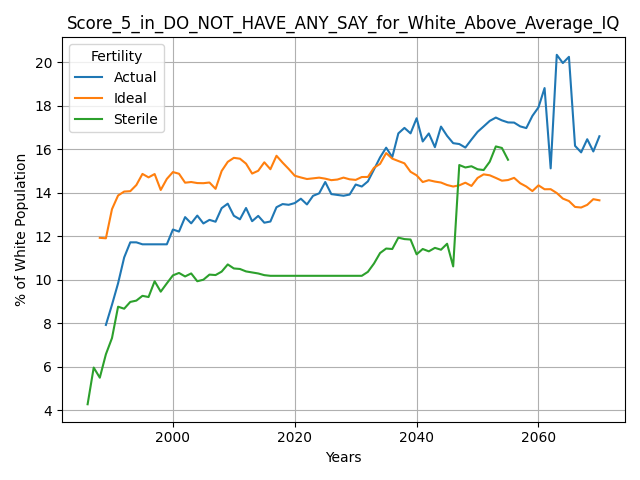 Score_5_in_DO_NOT_HAVE_ANY_SAY_for_White_Above_Average_IQ
Fertility
Actual
Ideal
Sterile
20
18
16
14
12
10
8
6
4
% of White Population
2000 2020 2040 2060
Years